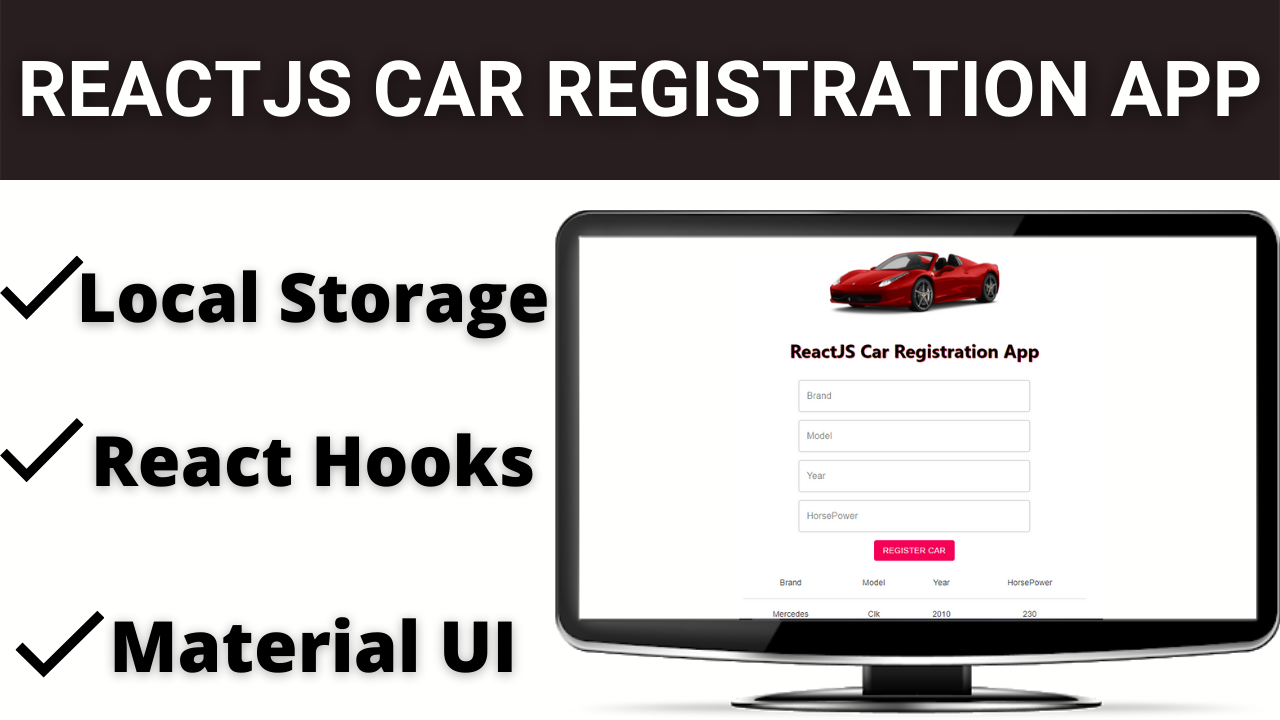 REACTJS CAR REGISTRATION APP
Local Storage
React Hooks
Material UI
ReactJS Car Registration App
Brand
Model
Year
HorsePower
REGISTER CAR
Brand Model Year HorsePower
Mercedes Clk 2010 230